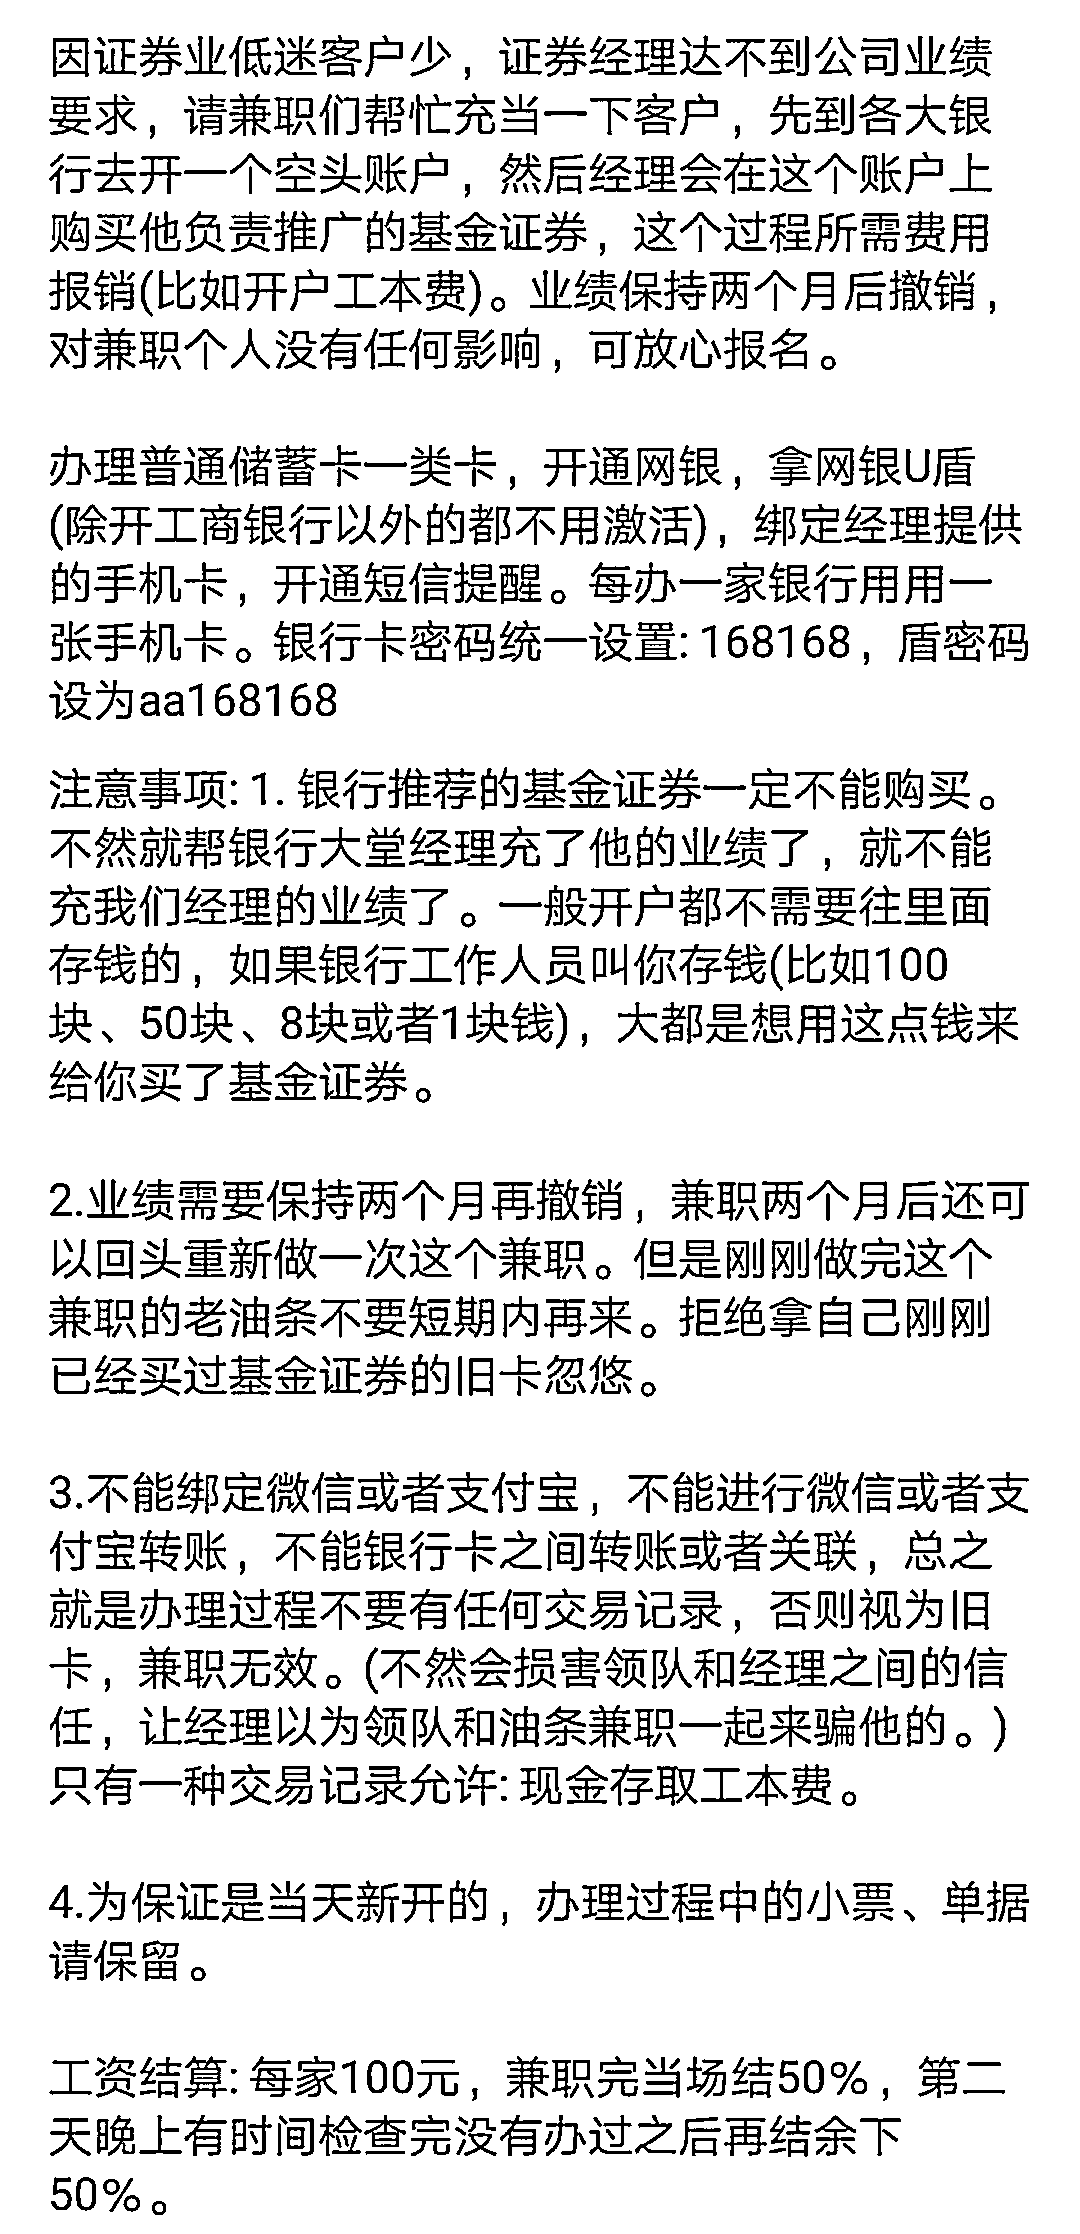 因证券业低迷客户少，证券经理达不到公司业绩
要求，请兼职们帮忙充当一下客户，先到各大银
行去开一个空头账户，然后经理会在这个账户上
购买他负责推广的基金证券，这个过程所需费用
报销(比如开户工本费)。业绩保持两个月后撤销，
对兼职个人没有任何影响，可放心报名。
办理普通储蓄卡一类卡，开通网银，拿网银U盾
(除开工商银行以外的都不用激活)，绑定经理提供
的手机卡，开通短信提醒。每办一家银行用用一
张手机卡。银行卡密码统一设置: 168168，盾密码
设为aa168168
注意事项: 1. 银行推荐的基金证券一定不能购买。
不然就帮银行大堂经理充了他的业绩了，就不能
充我们经理的业绩了。一般开户都不需要往里面
存钱的，如果银行工作人员叫你存钱(比如100
块、50块、8块或者1块钱)，大都是想用这点钱来
给你买了基金证券。
2.业绩需要保持两个月再撤销，兼职两个月后还可
以回头重新做一次这个兼职。但是刚刚做完这个
兼职的老油条不要短期内再来。拒绝拿自己刚刚
已经买过基金证券的旧卡忽悠。
3.不能绑定微信或者支付宝，不能进行微信或者支
付宝转账，不能银行卡之间转账或者关联，总之
就是办理过程不要有任何交易记录，否则视为旧
卡，兼职无效。(不然会损害领队和经理之间的信
任，让经理以为领队和油条兼职一起来骗他的。)
只有一种交易记录允许: 现金存取工本费。
4.为保证是当天新开的，办理过程中的小票、单据
请保留。
工资结算: 每家100元，兼职完当场结50%，第二
天晚上有时间检查完没有办过之后再结余下
50%。